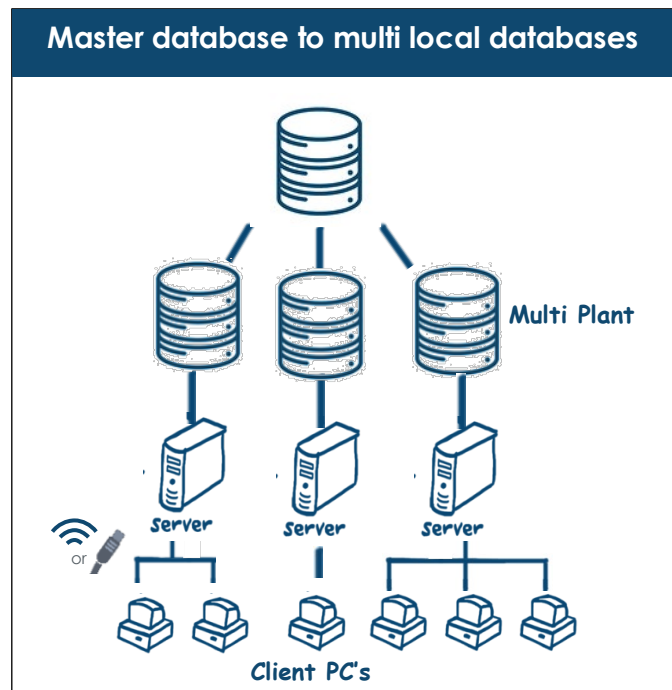 Master database to multi local databases
Multi Plant
server
server
server
or
Client PC's